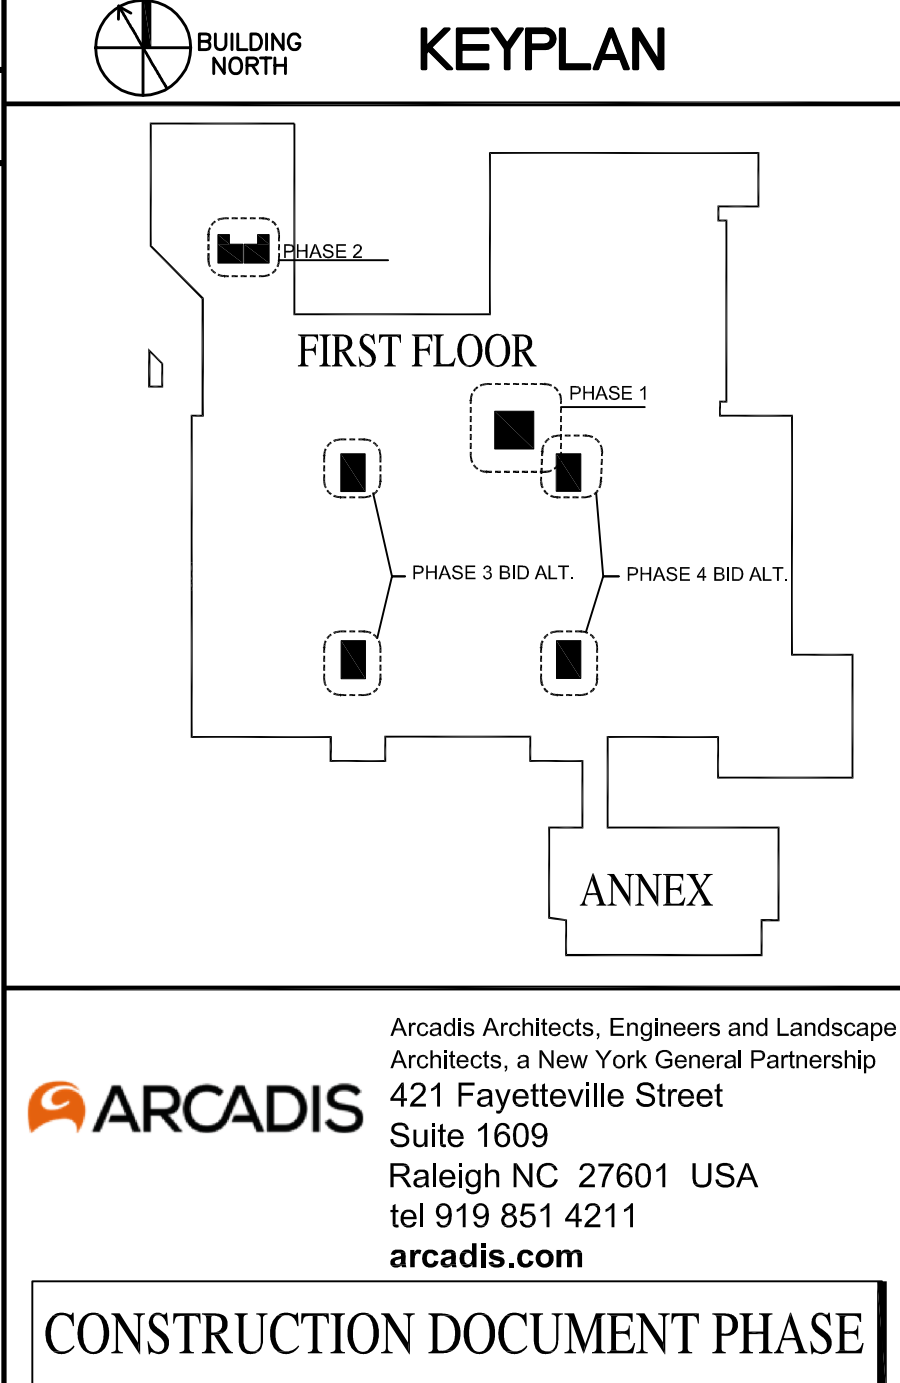 BUILDING
NORTH
KEYPLAN
PHASE 2
FIRST FLOOR
PHASE 1
PHASE 3 BID ALT.
PHASE 4 BID ALT.
ANNEX
ARCADIS
Arcadis Architects, Engineers and Landscape
Architects, a New York General Partnership
421 Fayetteville Street
Suite 1609
Raleigh NC 27601 USA
tel 919 851 4211
arcadis.com
CONSTRUCTION DOCUMENT PHASE